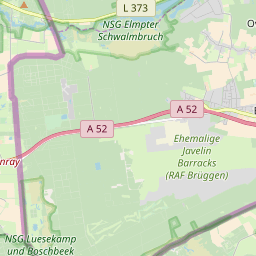 L 373
NSG Elmpter
Schwalmbruch
A 52
A 52
Ehemalige
Javelin
Barracks
(RAF Brüggen)
NSG Luesekamp
und Boschbeek